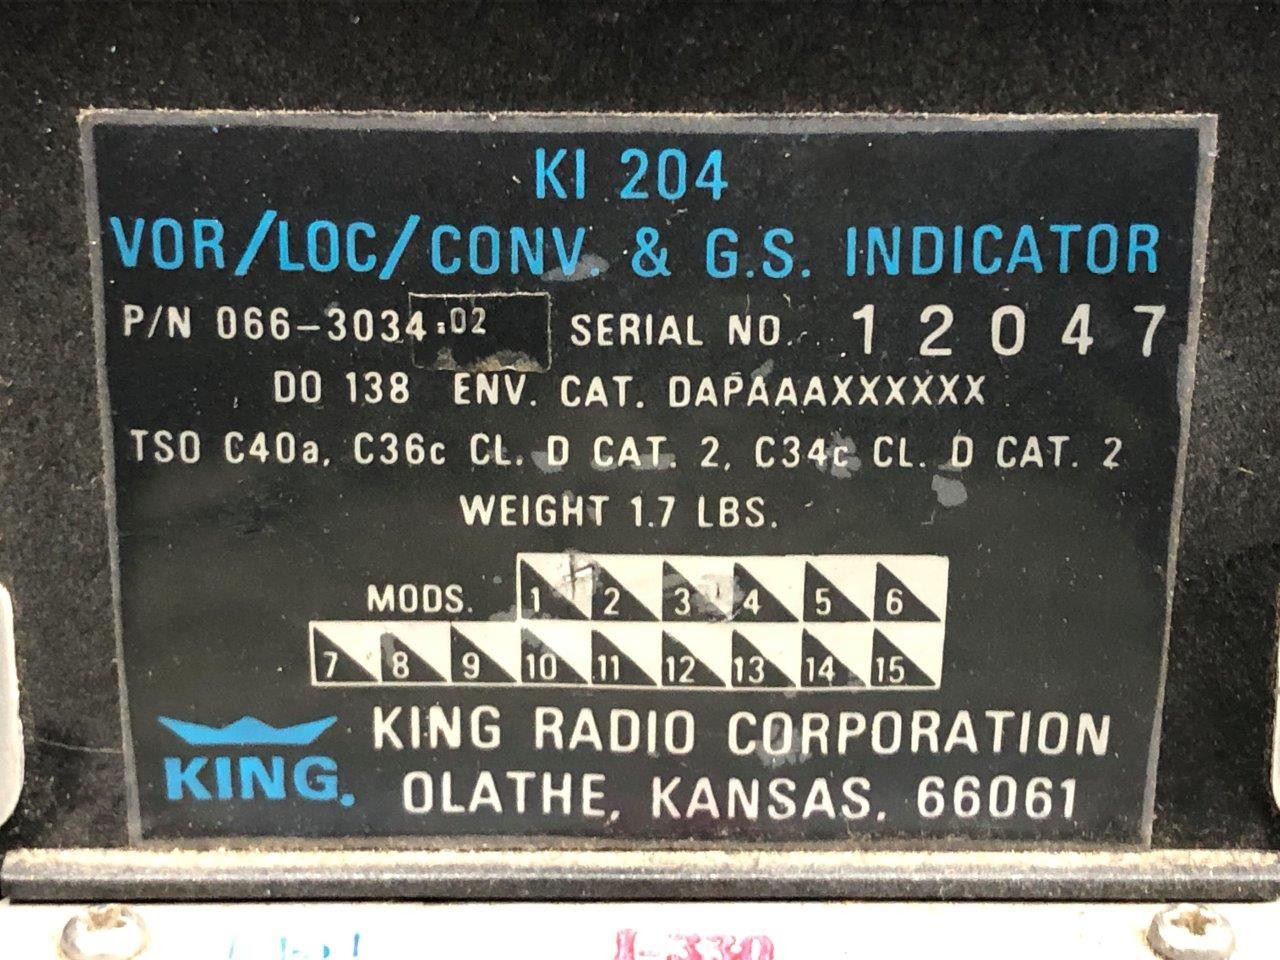 KI 204
VOR/LOC/CONV. & G.S. INDICATOR
P/N 066-3034-02 SERIAL NO. 12047
DO 138 ENV. CAT. DAPAAAXXXXXX
TSO C40a, C36c CL. D CAT. 2, C34c CL. D CAT. 2
WEIGHT 1.7 LBS.
MODS. 1 2 3 4 5 6
7 8 9 10 11 12 13 14 15
KING RADIO CORPORATION
KING. OLATHE, KANSAS, 66061
I-330